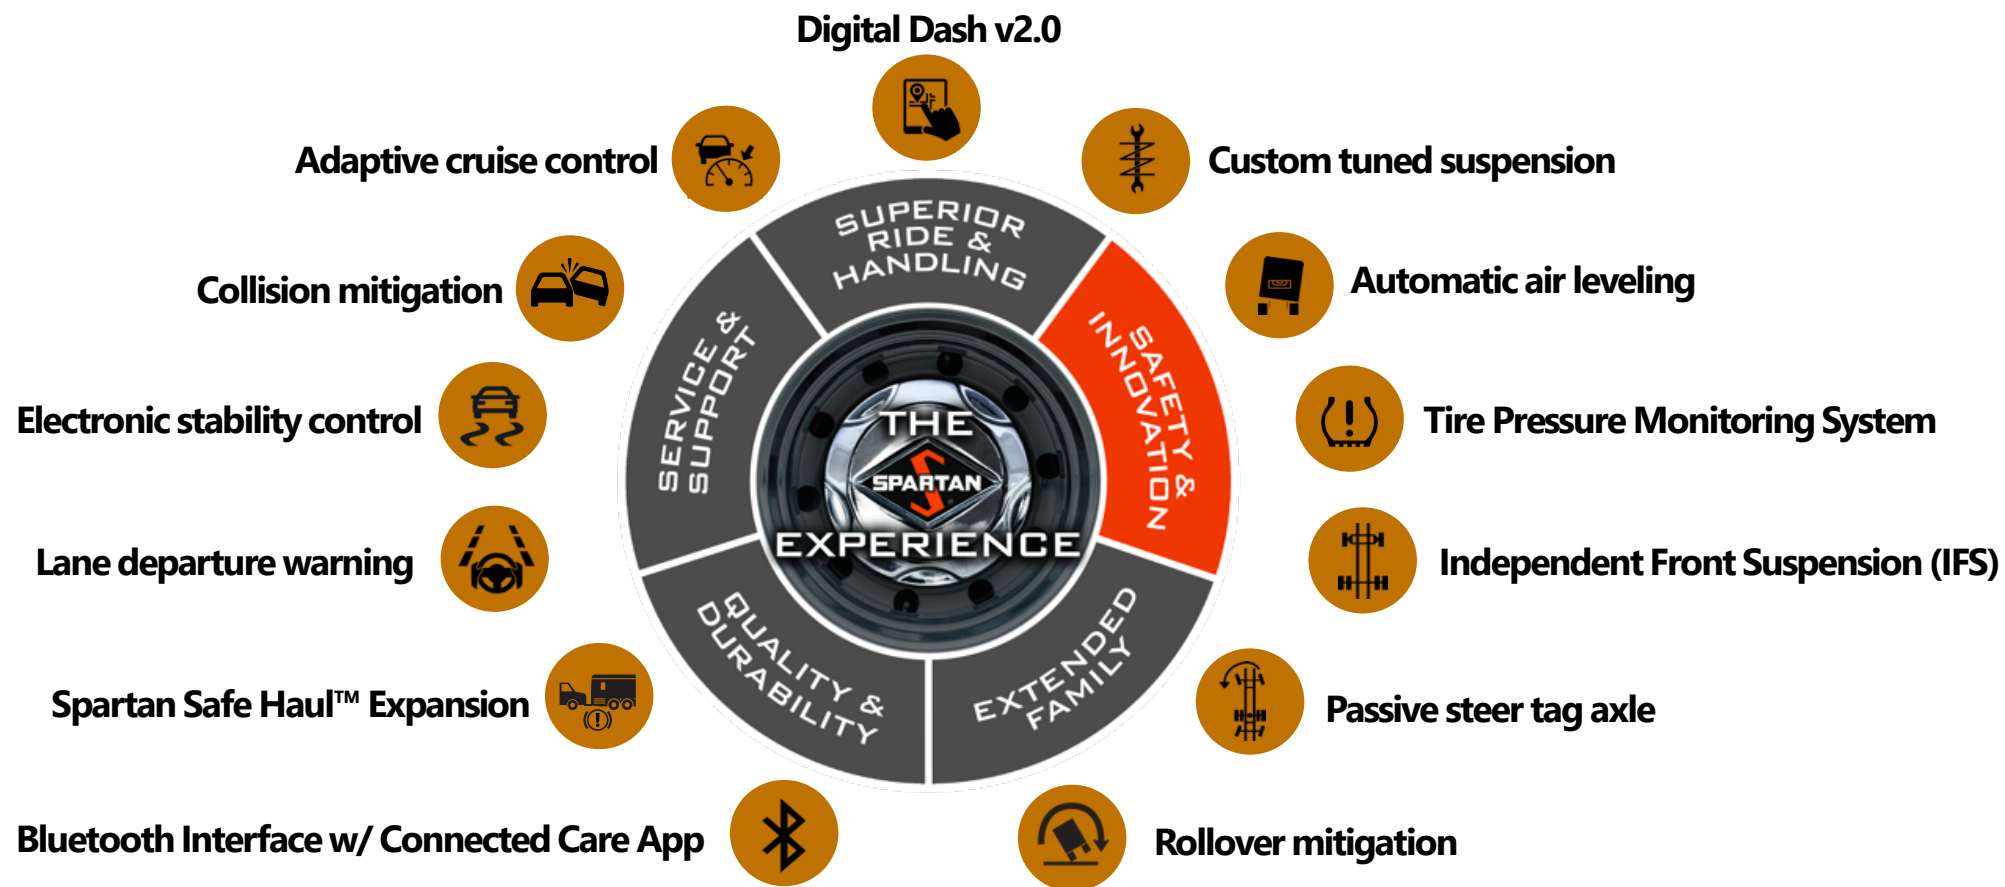 Digital Dash v2.0
Adaptive cruise control
Custom tuned suspension
Collision mitigation
Automatic air leveling
Electronic stability control
Tire Pressure Monitoring System
Lane departure warning
Independent Front Suspension (IFS)
Spartan Safe Haul™ Expansion
Passive steer tag axle
Bluetooth Interface w/ Connected Care App
Rollover mitigation
SUPERIOR
RIDE &
HANDLING
SAFETY &
INNOVATION
EXTENDED
FAMILY
QUALITY &
DURABILITY
SERVICE &
SUPPORT
THE
SPARTAN
EXPERIENCE